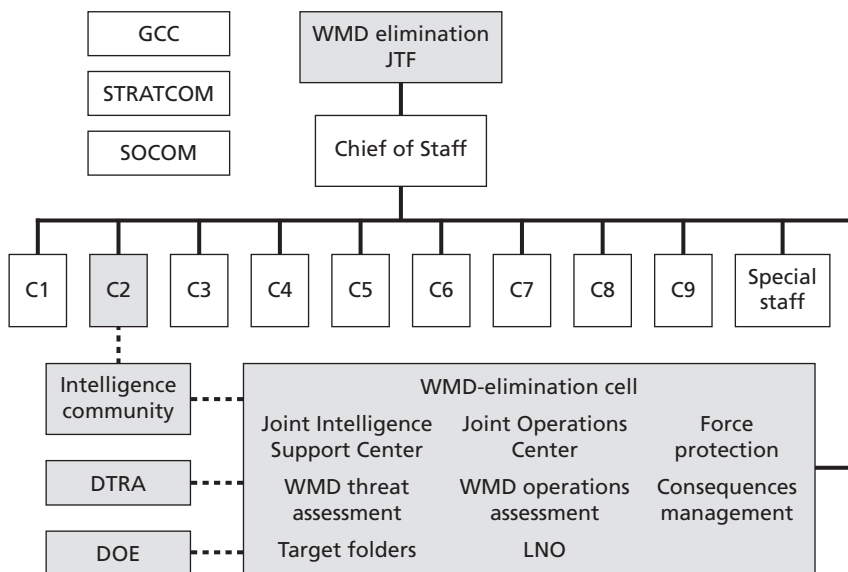 GCC
WMD elimination
JTF
STRATCOM
SOCOM
Chief of Staff
C1
C2
C3
C4
C5
C6
C7
C8
C9
Special
staff
Intelligence
community
DTRA
DOE
WMD-elimination cell
Joint Intelligence
Support Center
Joint Operations
Center
Force
protection
WMD threat
assessment
WMD operations
assessment
Consequences
management
Target folders
LNO